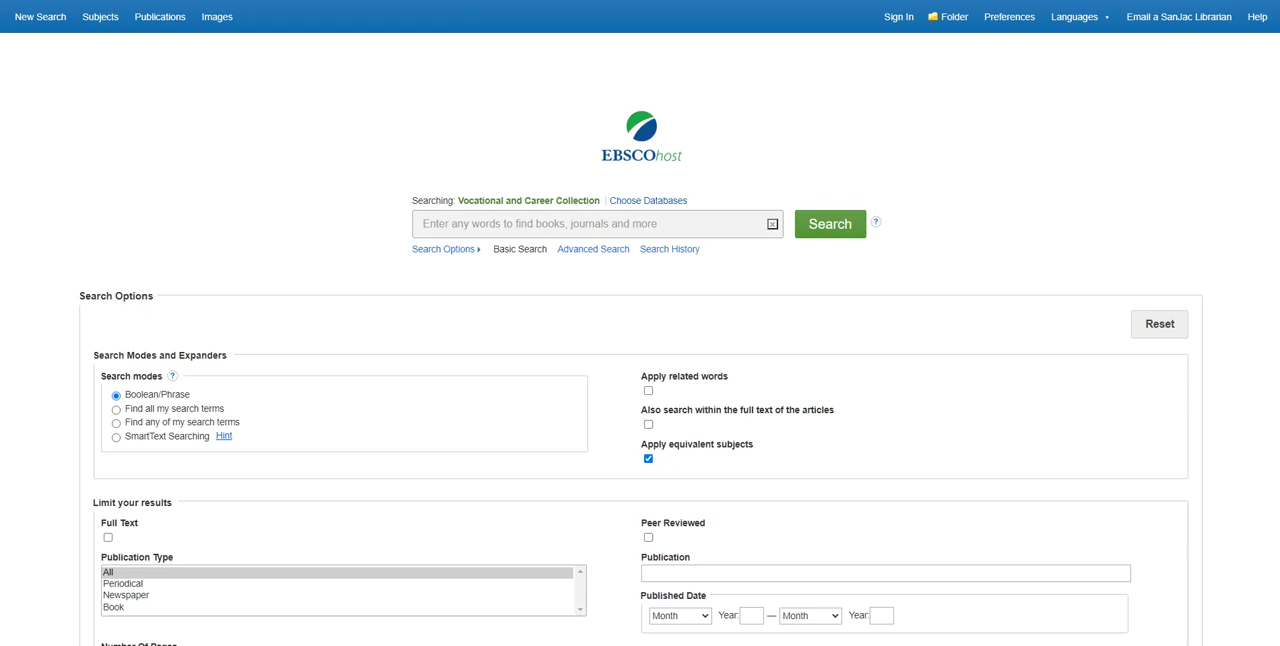 New Search Subjects Publications Images Sign In Folder Preferences Languages Email a SanJac Librarian Help
EBSCOhost
Searching: Vocational and Career Collection Choose Databases
Enter any words to find books, journals and more Search ?
Search Options Basic Search Advanced Search Search History
Search Options
Reset
Search Modes and Expanders
Search modes ?
Boolean/Phrase
Find all my search terms
Find any of my search terms
SmartText Searching Hint
Apply related words
Also search within the full text of the articles
Apply equivalent subjects
Limit your results
Full Text
Publication Type
All
Periodical
Newspaper
Book
Number Of Pages
Peer Reviewed
Publication
Published Date
Month Year: — Month Year: